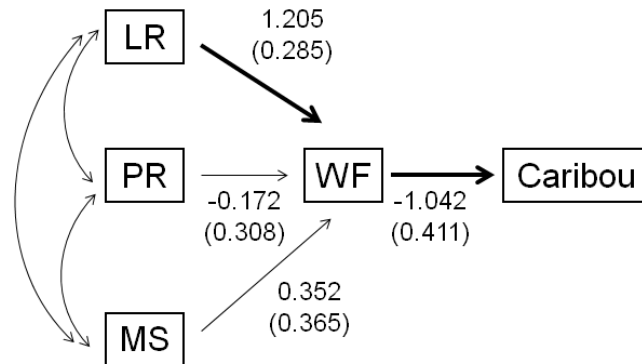 1.205
(0.285)
LR
PR
WF
Caribou
-0.172
(0.308)
-1.042
(0.411)
0.352
(0.365)
MS